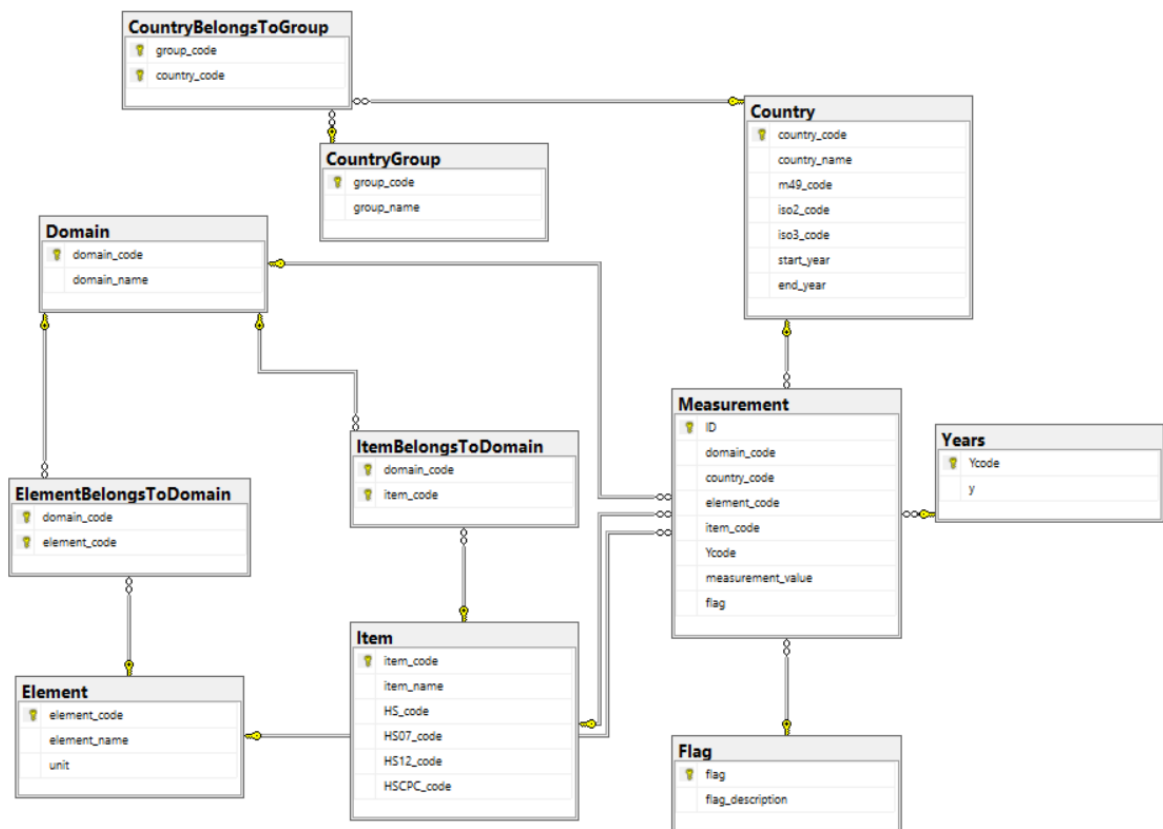 CountryBelongsToGroup
group_code
country_code
CountryGroup
group_code
group_name
Country
country_code
country_name
m49_code
iso2_code
iso3_code
start_year
end_year
Domain
domain_code
domain_name
ItemBelongsToDomain
domain_code
item_code
ElementBelongsToDomain
domain_code
element_code
Measurement
ID
domain_code
country_code
element_code
item_code
Ycode
measurement_value
flag
Years
Ycode
y
Element
element_code
element_name
unit
Item
item_code
item_name
HS_code
HS07_code
HS12_code
HSCPC_code
Flag
flag
flag_description